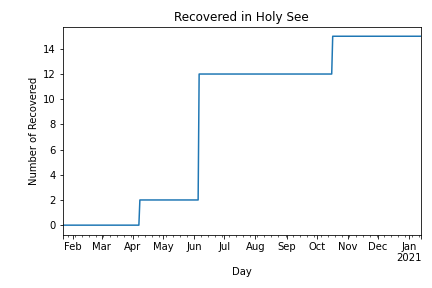 Recovered in Holy See
Number of Recovered
14
12
10
8
6
4
2
0
Feb Mar Apr May Jun Jul Aug Sep Oct Nov Dec Jan
2021
Day